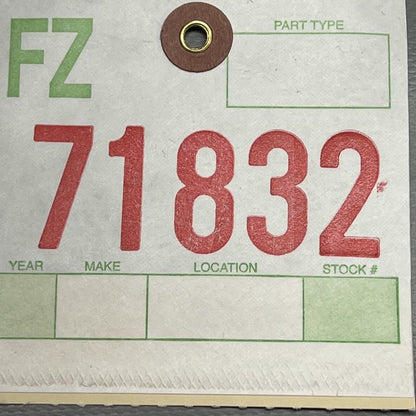 FZ
PART TYPE
71832
YEAR MAKE LOCATION STOCK #